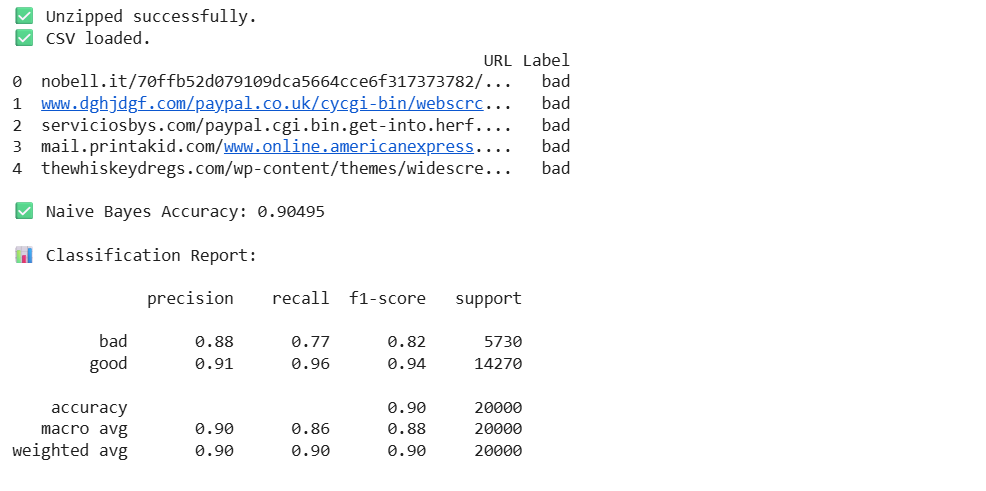 ✅ Unzipped successfully.
✅ CSV loaded.
URL Label
0 nobell.it/70ffb52d079109dca5664cce6f317373782/... bad
1 www.dghjdgf.com/paypal.co.uk/cycgi-bin/webscrc... bad
2 serviciosbys.com/paypal.cgi.bin.get-into.herf.... bad
3 mail.printakid.com/www.online.americanexpress.... bad
4 thewhiskeydregs.com/wp-content/themes/widescre... bad
✅ Naive Bayes Accuracy: 0.90495
📊 Classification Report:
precision recall f1-score support
bad 0.88 0.77 0.82 5730
good 0.91 0.96 0.94 14270
accuracy 0.90 20000
macro avg 0.90 0.86 0.88 20000
weighted avg 0.90 0.90 0.90 20000